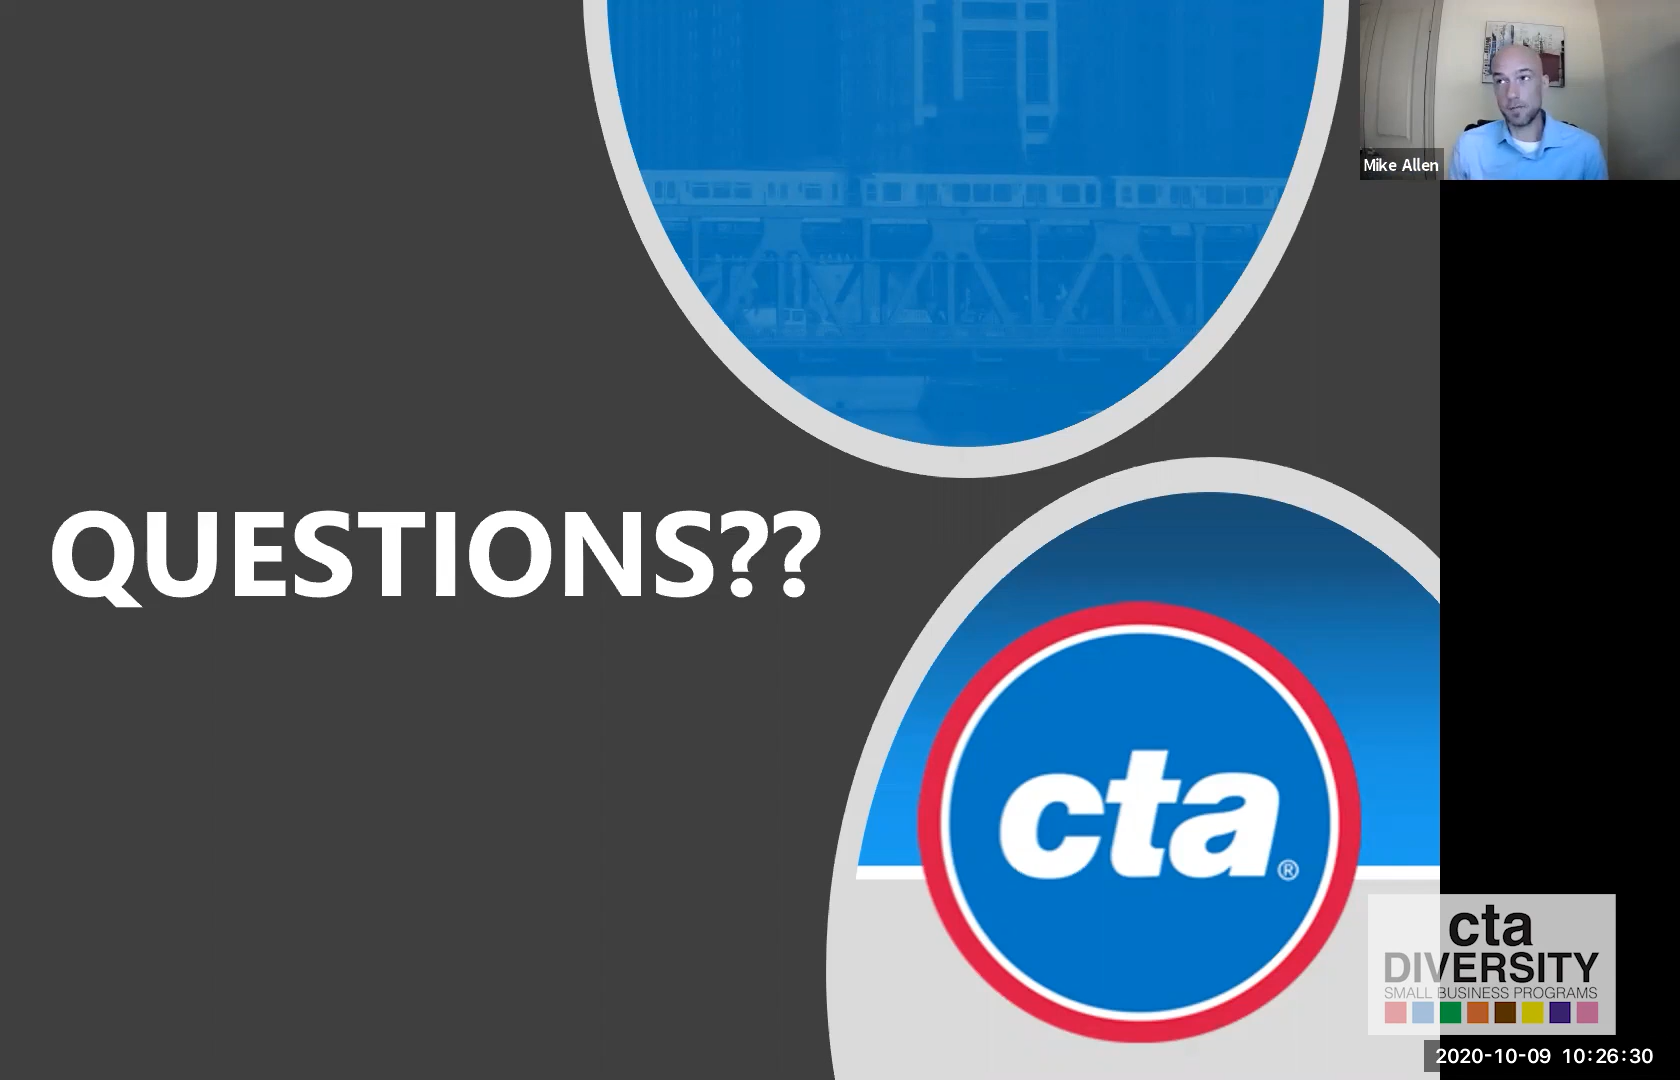 Mike Allen
QUESTIONS??
cta®
cta
DIVERSITY
SMALL BUSINESS PROGRAMS
2020-10-09 10:26:30